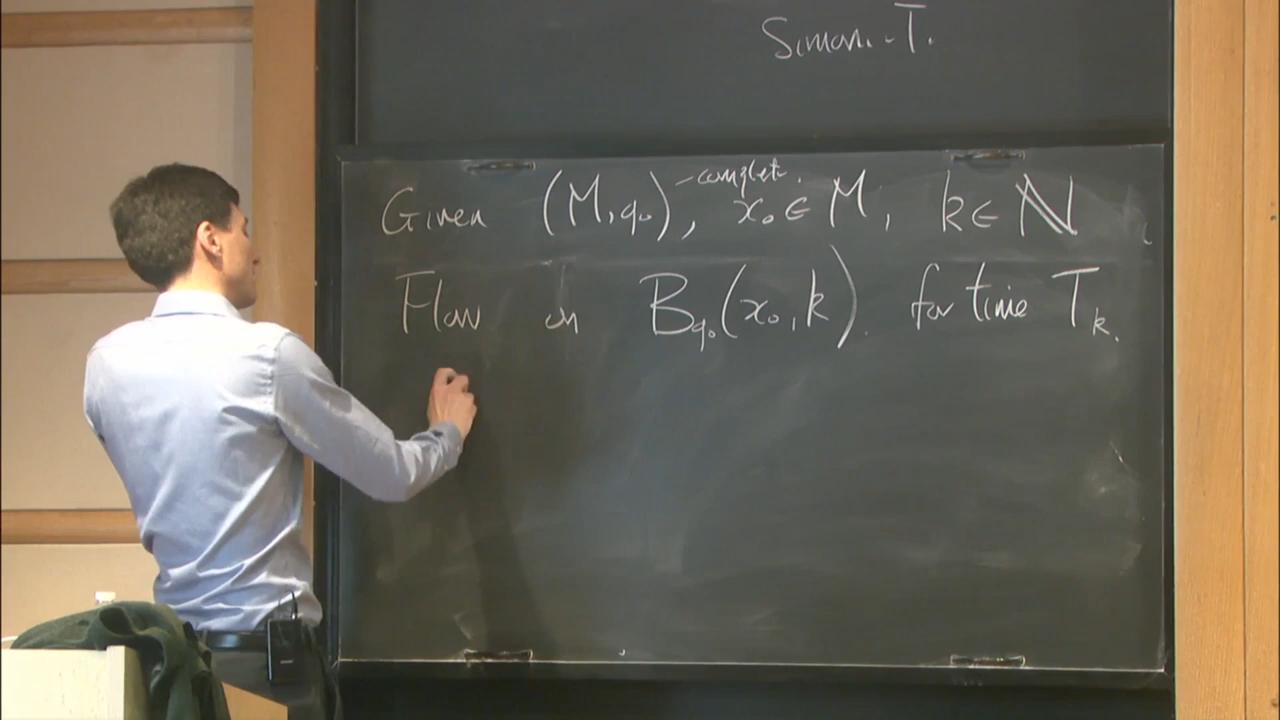 Simon.-T.
Given (M,g₀), -complete. x₀ ∈ M, k ∈ ℕ
Flow on B_{g₀}(x₀,k). for time T_k.